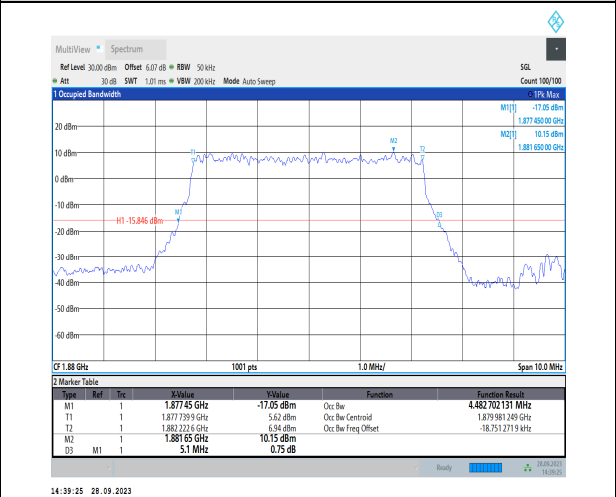 MultiView Spectrum
Ref Level 30.00 dBm Offset 6.07 dB RBW 50 kHz SGL
Att 30 dB SWT 1.01 ms VBW 200 kHz Mode Auto Sweep Count 100/100
1 Occupied Bandwidth 1Pk Max
M1[1] -17.05 dBm
1.877 450 00 GHz
M2[1] 10.15 dBm
1.881 650 00 GHz
20 dBm
M2
T1 T2
10 dBm
0 dBm
-10 dBm
M1 D3
H1 -15.846 dBm
-20 dBm
-30 dBm
-40 dBm
-50 dBm
-60 dBm
CF 1.88 GHz 1001 pts 1.0 MHz/ Span 10.0 MHz
2 Marker Table
Type Ref Trc X-Value Y-Value Function Function Result
M1 1 1.877 45 GHz -17.05 dBm Occ Bw 4.482 702 131 MHz
T1 1 1.877 739 9 GHz 5.62 dBm Occ Bw Centroid 1.879 981 249 GHz
T2 1 1.882 222 6 GHz 6.94 dBm Occ Bw Freq Offset -18.751 271 9 kHz
M2 1 1.881 65 GHz 10.15 dBm
D3 M1 1 5.1 MHz 0.75 dB
Ready 28.09.2023
14:39:25
14:39:25 28.09.2023